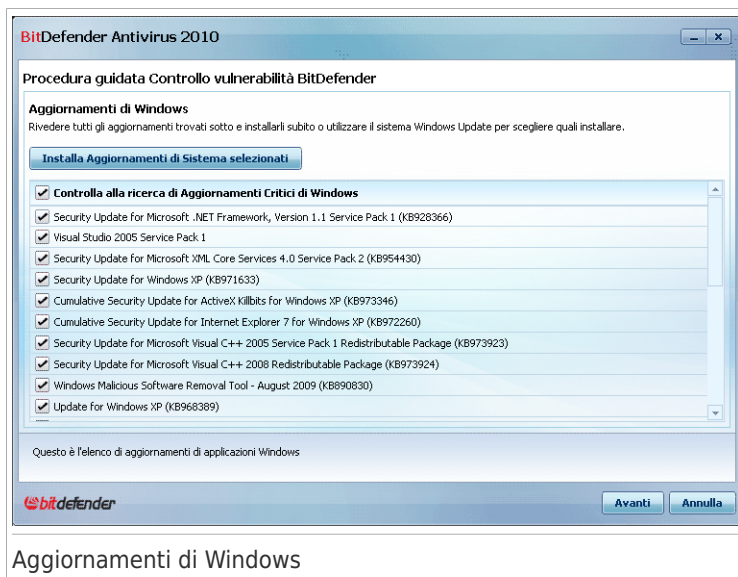 BitDefender Antivirus 2010
Procedura guidata Controllo vulnerabilità BitDefender
Aggiornamenti di Windows
Rivedere tutti gli aggiornamenti trovati sotto e installarli subito o utilizzare il sistema Windows Update per scegliere quali installare.
Installa Aggiornamenti di Sistema selezionati
Controlla alla ricerca di Aggiornamenti Critici di Windows
Security Update for Microsoft .NET Framework, Version 1.1 Service Pack 1 (KB928366)
Visual Studio 2005 Service Pack 1
Security Update for Microsoft XML Core Services 4.0 Service Pack 2 (KB954430)
Security Update for Windows XP (KB971633)
Cumulative Security Update for ActiveX Killbits for Windows XP (KB973346)
Cumulative Security Update for Internet Explorer 7 for Windows XP (KB972260)
Security Update for Microsoft Visual C++ 2005 Service Pack 1 Redistributable Package (KB973923)
Security Update for Microsoft Visual C++ 2008 Redistributable Package (KB973924)
Windows Malicious Software Removal Tool - August 2009 (KB890830)
Update for Windows XP (KB968389)
Questo è l'elenco di aggiornamenti di applicazioni Windows
bitdefender
Avanti Annulla
Aggiornamenti di Windows